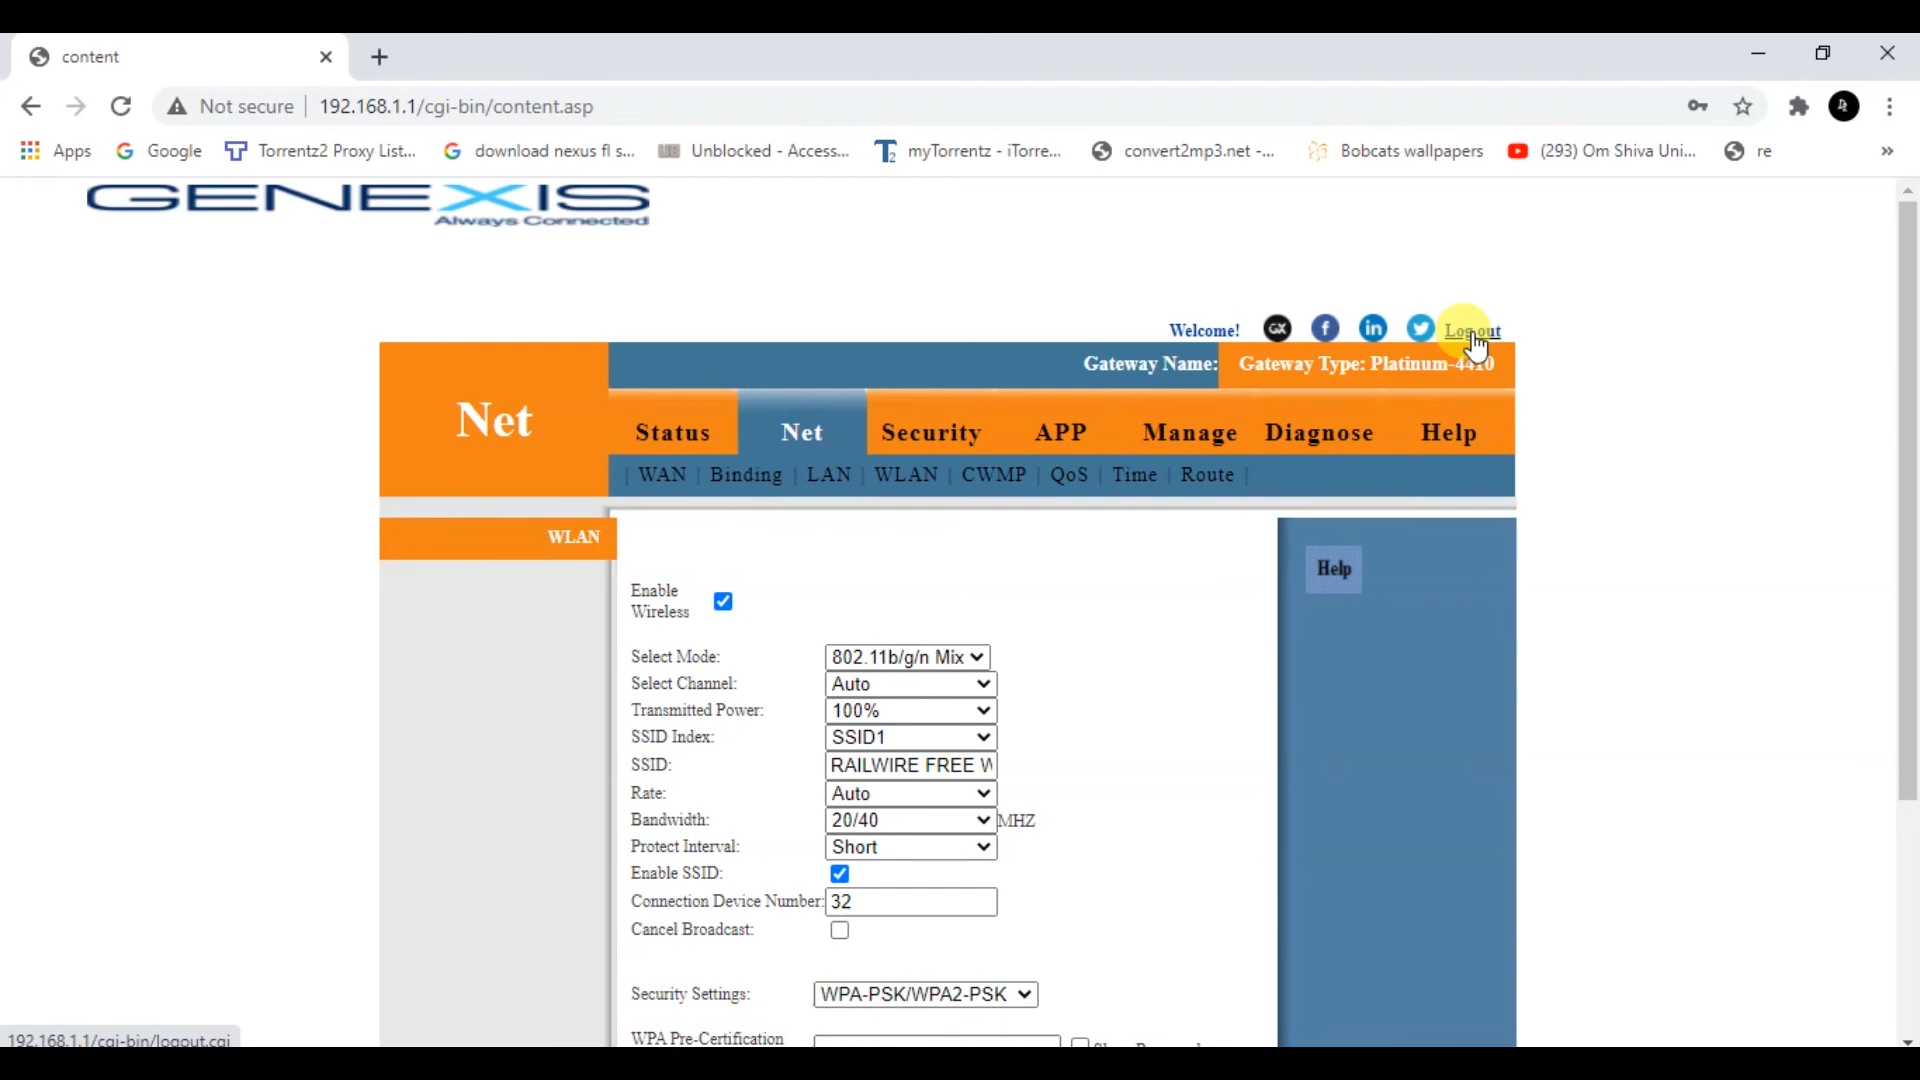 content
Not secure 192.168.1.1/cgi-bin/content.asp
Apps Google Torrentz2 Proxy List... download nexus fl s... Unblocked - Access... myTorrentz - iTorre... convert2mp3.net -... Bobcats wallpapers (293) Om Shiva Uni... re
GENEXIS
Always Connected
Welcome! GX Log out
Gateway Name: Gateway Type: Platinum-4410
Net
Status Net Security APP Manage Diagnose Help
WAN Binding LAN WLAN CWMP QoS Time Route
WLAN
Help
Enable
Wireless
Select Mode: 802.11b/g/n Mix
Select Channel: Auto
Transmitted Power: 100%
SSID Index: SSID1
SSID: RAILWIRE FREE W
Rate: Auto
Bandwidth: 20/40 MHZ
Protect Interval: Short
Enable SSID:
Connection Device Number: 32
Cancel Broadcast:
Security Settings: WPA-PSK/WPA2-PSK
WPA Pre-Certification
192.168.1.1/cgi-bin/logout.cgi